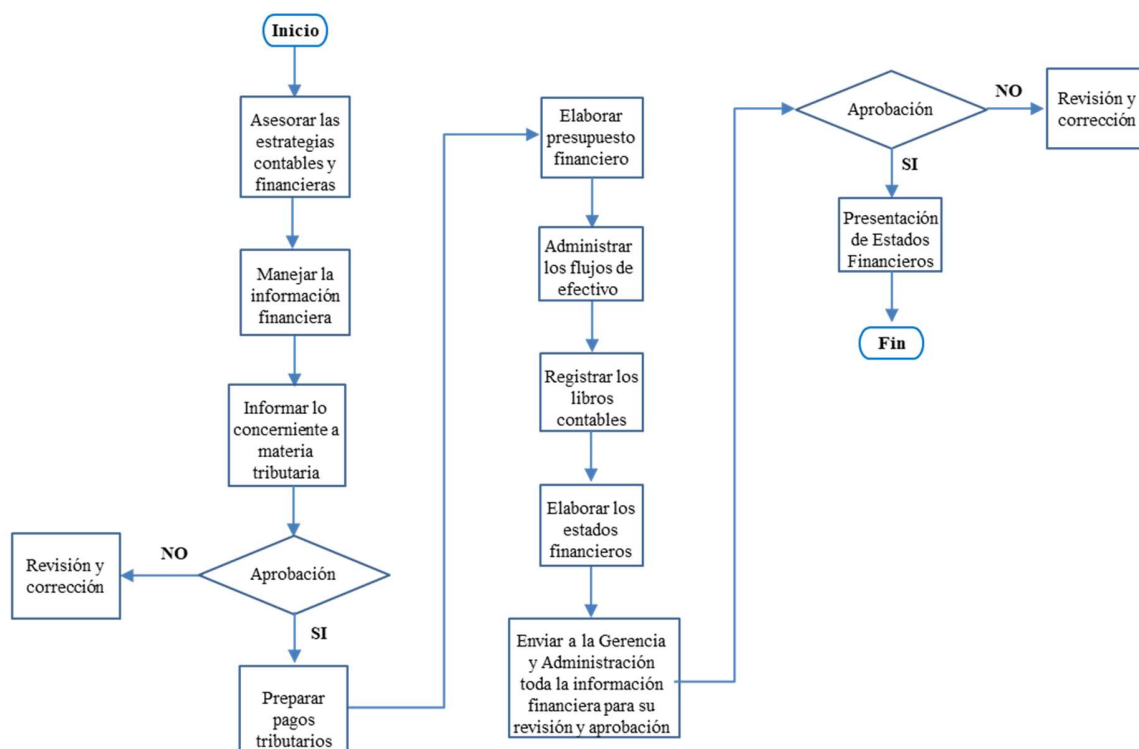 Inicio
Asesorar las
estrategias
contables y
financieras
Manejar la
información
financiera
Informar lo
concerniente a
materia
tributaria
Aprobación
NO
Revisión y
corrección
SI
Preparar
pagos
tributarios
Elaborar
presupuesto
financiero
Administrar
los flujos de
efectivo
Registrar los
libros
contables
Elaborar los
estados
financieros
Enviar a la Gerencia
y Administración
toda la información
financiera para su
revisión y aprobación
Aprobación
NO
Revisión y
corrección
SI
Presentación
de Estados
Financieros
Fin